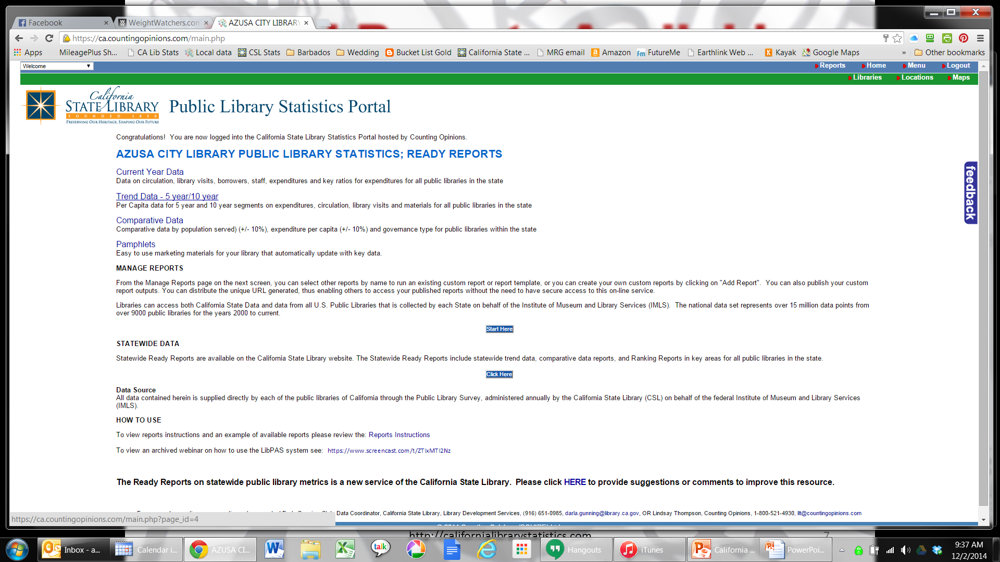 Facebook
WeightWatchers.com
AZUSA CITY LIBRARY
https://ca.countingopinions.com/main.php
Apps
MileagePlus Sh...
CA Lib Stats
Local data
CSL Stats
Barbados
Wedding
Bucket List Gold
California State ...
MRG email
Amazon
FutureMe
Earthlink Web ...
Kayak
Google Maps
»
Other bookmarks
Welcome
Reports
Home
Menu
Logout
Libraries
Locations
Maps
California
STATE LIBRARY
FOUNDED 1850
PRESERVING OUR HERITAGE, SHAPING OUR FUTURE
Public Library Statistics Portal
Congratulations! You are now logged into the California State Library Statistics Portal hosted by Counting Opinions.
AZUSA CITY LIBRARY PUBLIC LIBRARY STATISTICS; READY REPORTS
Current Year Data
Data on circulation, library visits, borrowers, staff, expenditures and key ratios for expenditures for all public libraries in the state
Trend Data - 5 year/10 year
Per Capita data for 5 year and 10 year segments on expenditures, circulation, library visits and materials for all public libraries in the state
Comparative Data
Comparative data by population served) (+/- 10%), expenditure per capita (+/- 10%) and governance type for public libraries within the state
Pamphlets
Easy to use marketing materials for your library that automatically update with key data.
MANAGE REPORTS
From the Manage Reports page on the next screen, you can select other reports by name to run an existing custom report or report template, or you can create your own custom reports by clicking on "Add Report". You can also publish your custom
report outputs. You can distribute the unique URL generated, thus enabling others to access your published reports without the need to have secure access to this on-line service.
Libraries can access both California State Data and data from all U.S. Public Libraries that is collected by each State on behalf of the Institute of Museum and Library Services (IMLS). The national data set represents over 15 million data points from
over 9000 public libraries for the years 2000 to current.
Start Here
STATEWIDE DATA
Statewide Ready Reports are available on the California State Library website. The Statewide Ready Reports include statewide trend data, comparative data reports, and Ranking Reports in key areas for all public libraries in the state.
Click Here
Data Source
All data contained herein is supplied directly by each of the public libraries of California through the Public Library Survey, administered annually by the California State Library (CSL) on behalf of the federal Institute of Museum and Library Services
(IMLS).
HOW TO USE
To view reports instructions and an example of available reports please review the: Reports Instructions
To view an archived webinar on how to use the LibPAS system see: https://www.screencast.com/t/ZTIxMTI2Nz
The Ready Reports on statewide public library metrics is a new service of the California State Library. Please click HERE to provide suggestions or comments to improve this resource.
feedback
Data Coordinator, California State Library, Library Development Services, (916) 651-0985, darla.gunning@library.ca.gov, OR Lindsay Thompson, Counting Opinions, 1-800-521-4930, llt@countingopinions.com
https://ca.countingopinions.com/main.php?page_id=4
http://californialibrarystatistics.com
7
Inbox - a...
Calendar i...
AZUSA CI...
talk
Hangouts
iTunes
California ...
PowerPoi...
9:37 AM
12/2/2014